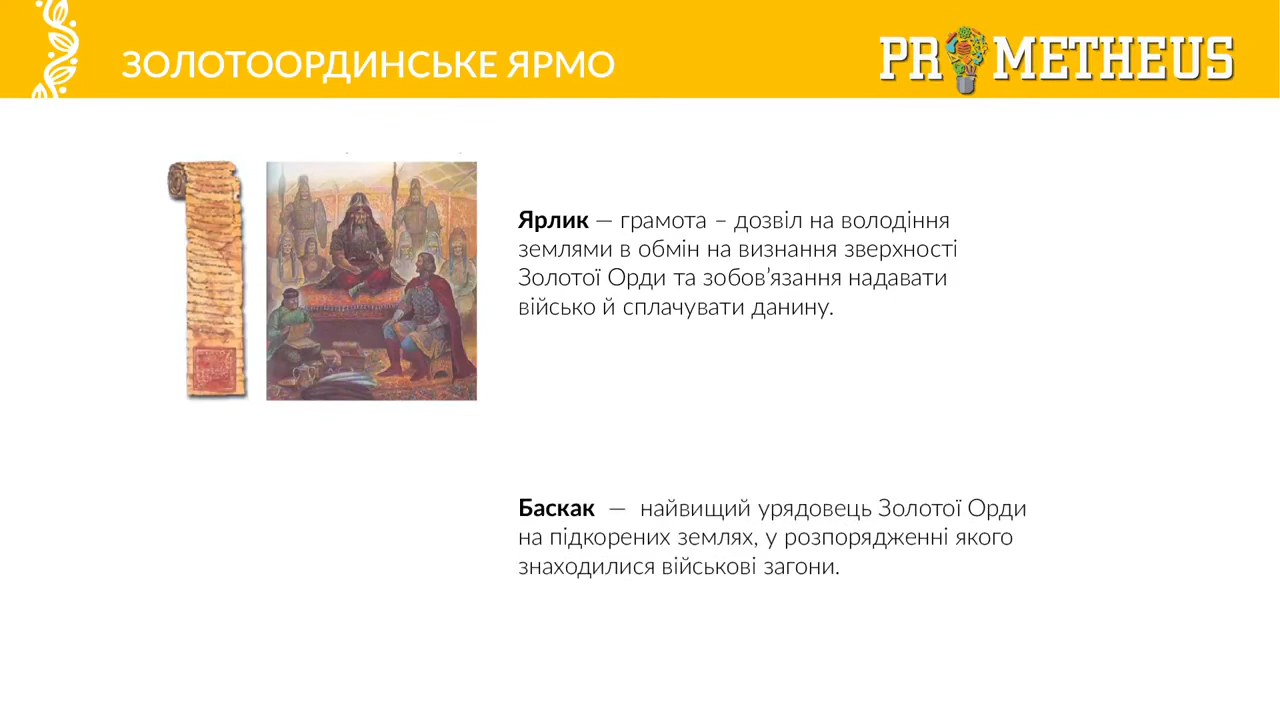 ЗОЛОТООРДИНСЬКЕ ЯРМО
PROMETHEUS
Ярлик — грамота – дозвіл на володіння
землями в обмін на визнання зверхності
Золотої Орди та зобов’язання надавати
військо й сплачувати данину.
Баскак — найвищий урядовець Золотої Орди
на підкорених землях, у розпорядженні якого
знаходилися військові загони.